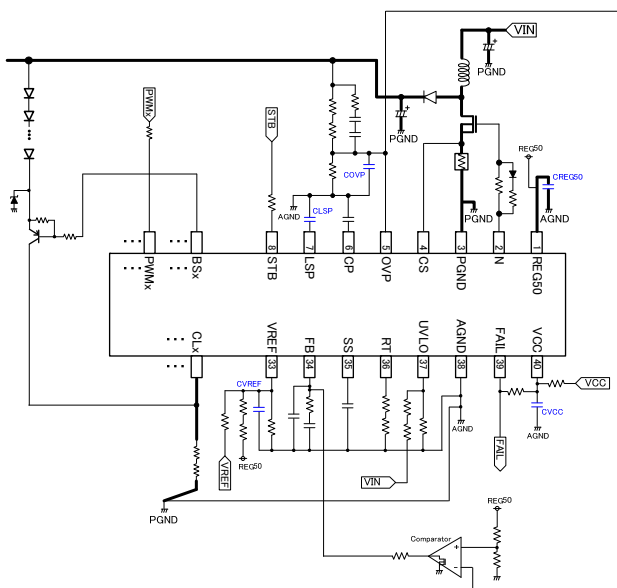 VIN
PGND
PWMx
STB
PGND
REG50
COVP
CREG50
AGND
CLSP
PGND
AGND
8
7
6
5
4
3
2
1
PWMx
BSx
STB
LSP
CP
OVP
CS
PGND
N
REG50
CLx
VREF
FB
SS
RT
UVLO
AGND
FAIL
VCC
33
34
35
36
37
38
39
40
CVREF
VCC
CVCC
AGND
AGND
VREF
REG50
VIN
FAIL
PGND
REG50
Comparator
+
-